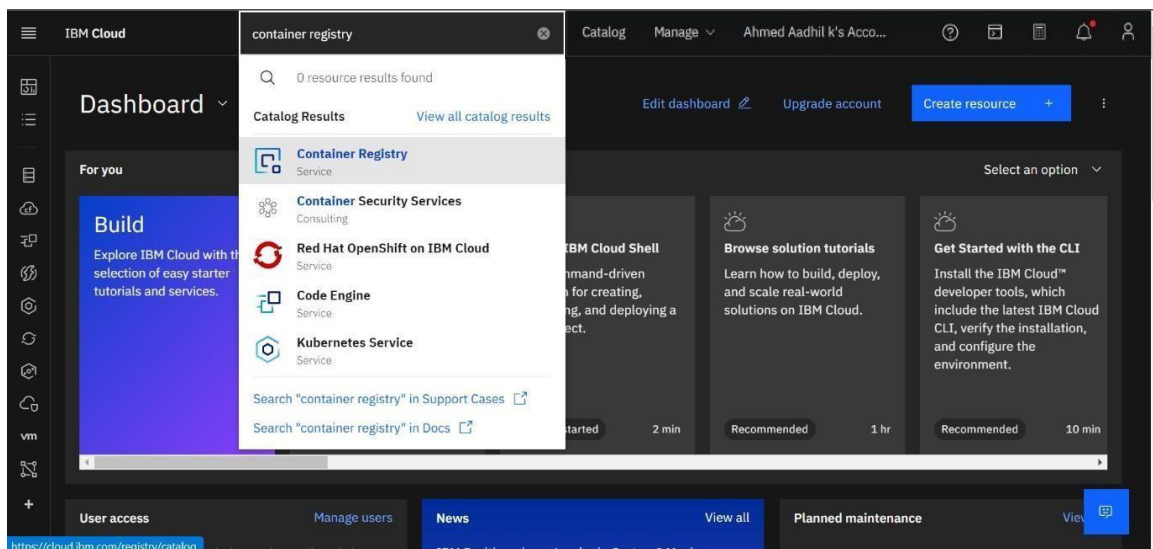 IBM Cloud
container registry
Catalog
Manage
Ahmed Aadhil k's Acco...
0 resource results found
Dashboard
Edit dashboard
Upgrade account
Create resource +
Catalog Results
View all catalog results
Container Registry
Service
Container Security Services
Consulting
Red Hat OpenShift on IBM Cloud
Service
Code Engine
Service
Kubernetes Service
Service
Search "container registry" in Support Cases
Search "container registry" in Docs
For you
Select an option
Build
Explore IBM Cloud with th
selection of easy starter
tutorials and services.
IBM Cloud Shell
mmand-driven
for creating,
ng, and deploying a
ect.
started
2 min
Browse solution tutorials
Learn how to build, deploy,
and scale real-world
solutions on IBM Cloud.
Recommended
1 hr
Get Started with the CLI
Install the IBM Cloud™
developer tools, which
include the latest IBM Cloud
CLI, verify the installation,
and configure the
environment.
Recommended
10 min
vm
User access
Manage users
News
View all
Planned maintenance
View
https://cloud.ibm.com/registry/catalog